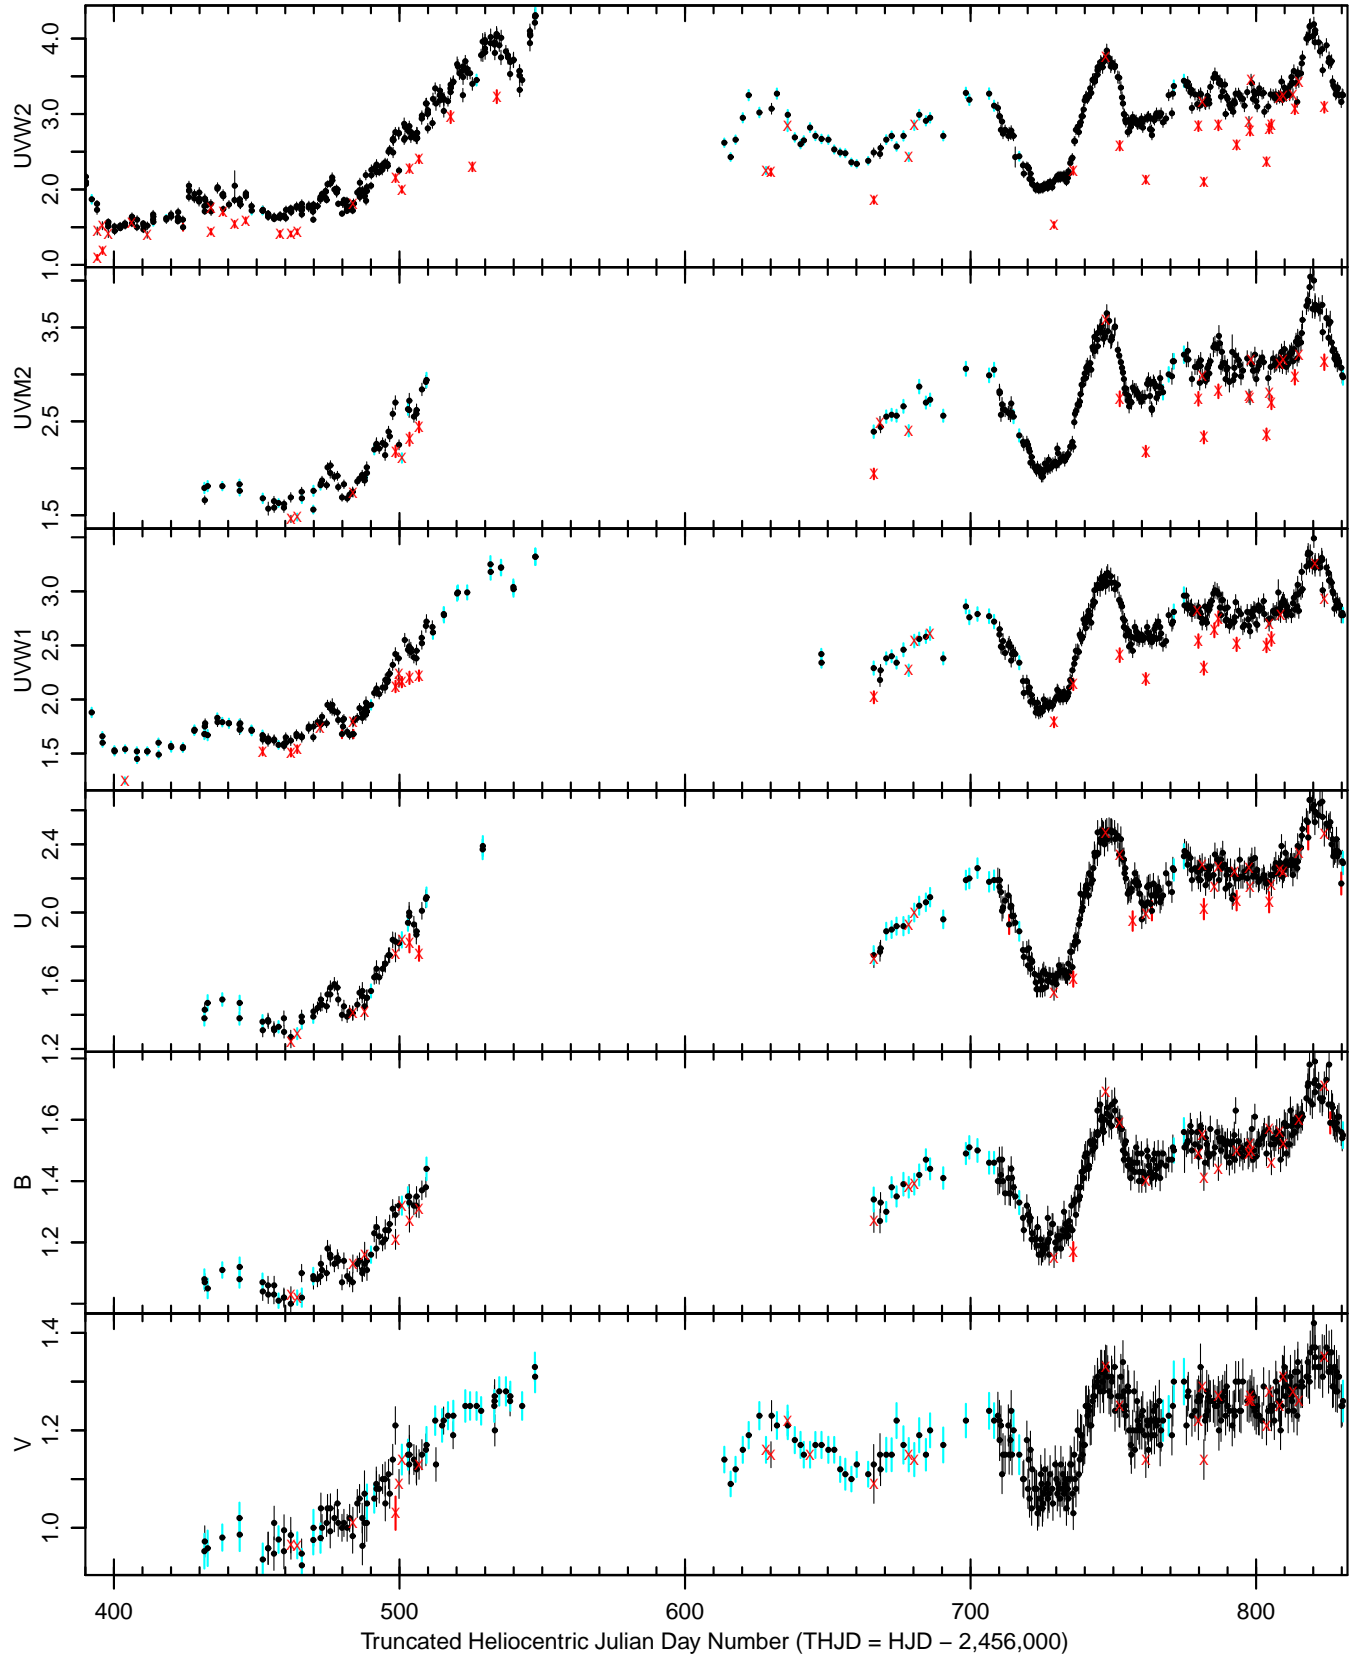 4.0
3.0
2.0
1.0
UVW2
3.5
2.5
1.5
UVM2
3.0
2.5
2.0
1.5
UVW1
2.4
2.0
1.6
1.2
U
1.6
1.4
1.2
B
1.4
1.2
1.0
V
400 500 600 700 800
Truncated Heliocentric Julian Day Number (THJD = HJD − 2,456,000)